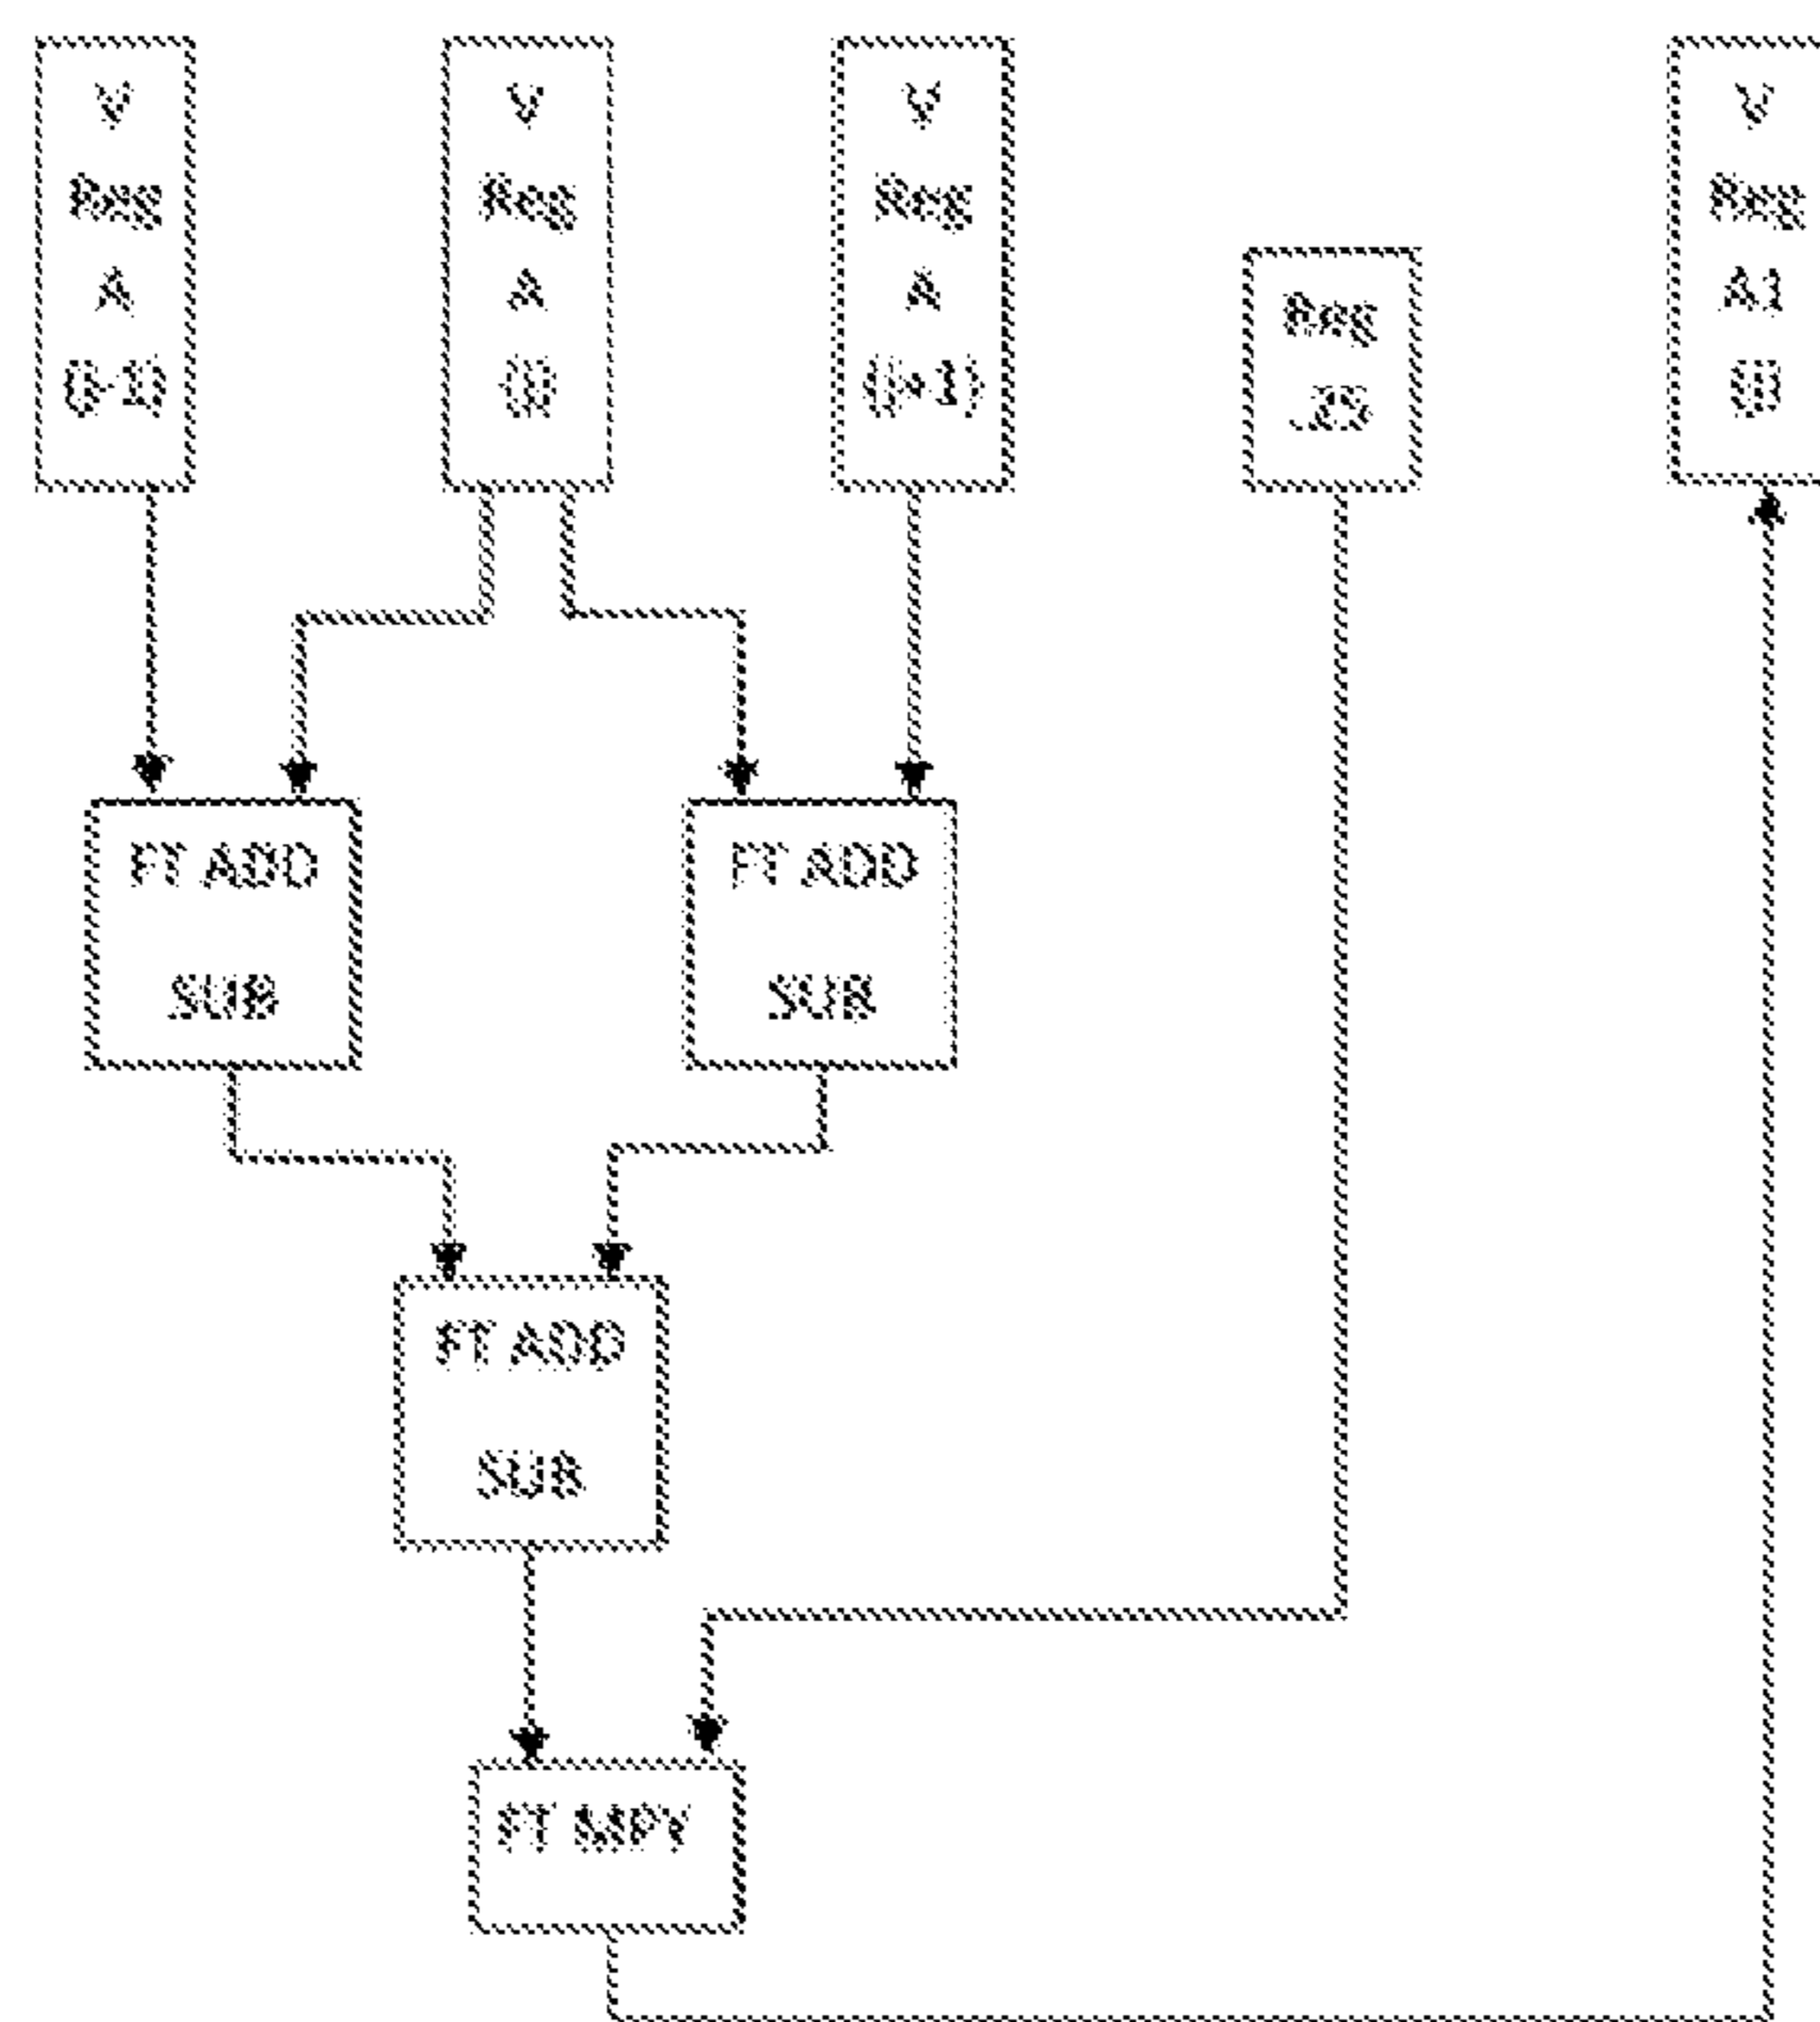 V
Reg
A
(i-1)
V
Reg
A
(i)
V
Reg
A
(i+1)
Reg
.25
V
Reg
A1
(i)
FT ADD
SUB
FT ADD
SUB
FT ADD
SUB
FT MPY